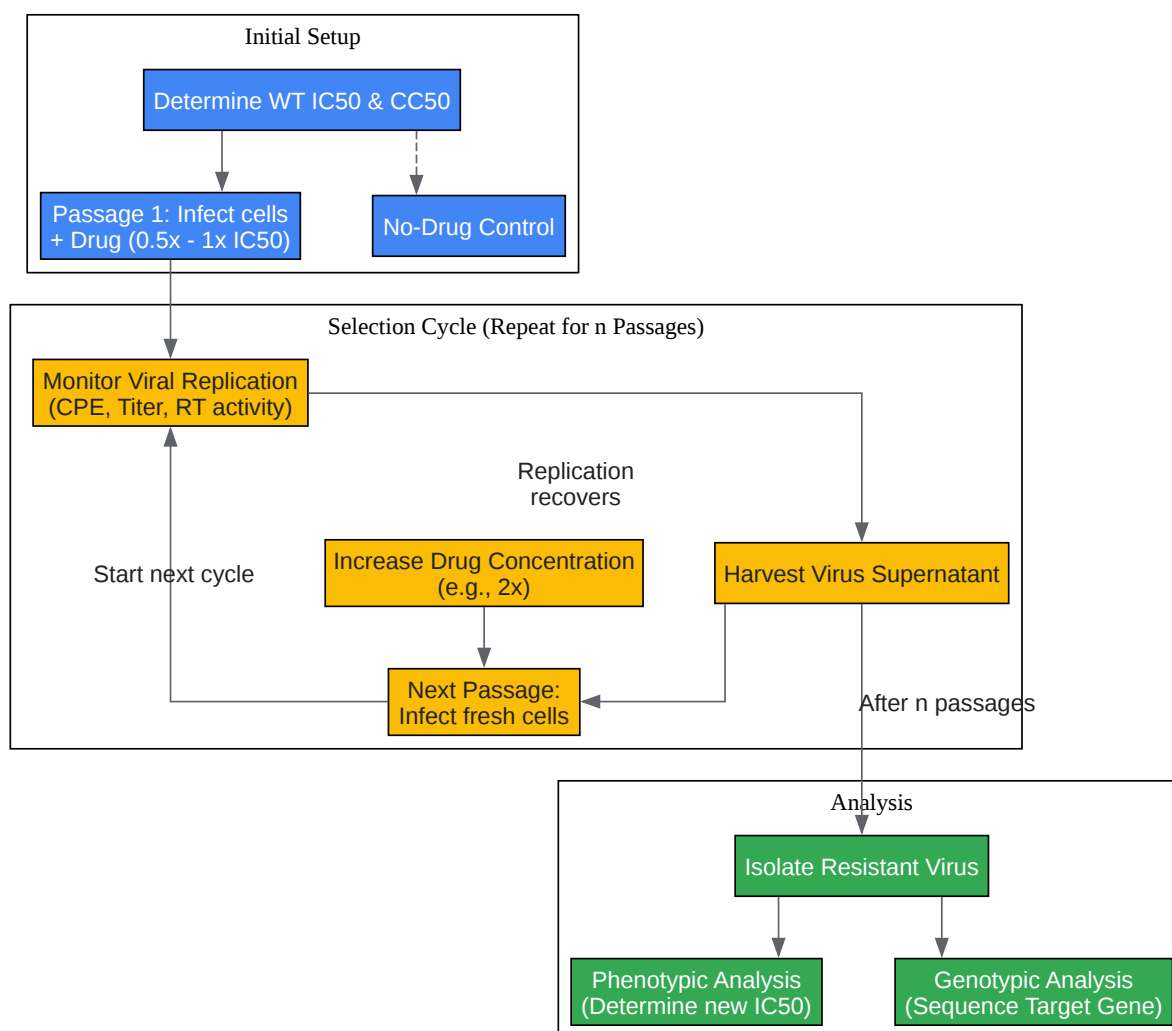 Initial Setup
Determine WT IC50 & CC50
Passage 1: Infect cells
+ Drug (0.5x - 1x IC50)
No-Drug Control
Selection Cycle (Repeat for n Passages)
Monitor Viral Replication
(CPE, Titer, RT activity)
Replication
recovers
Start next cycle
Increase Drug Concentration
(e.g., 2x)
Harvest Virus Supernatant
Next Passage:
Infect fresh cells
After n passages
Analysis
Isolate Resistant Virus
Phenotypic Analysis
(Determine new IC50)
Genotypic Analysis
(Sequence Target Gene)